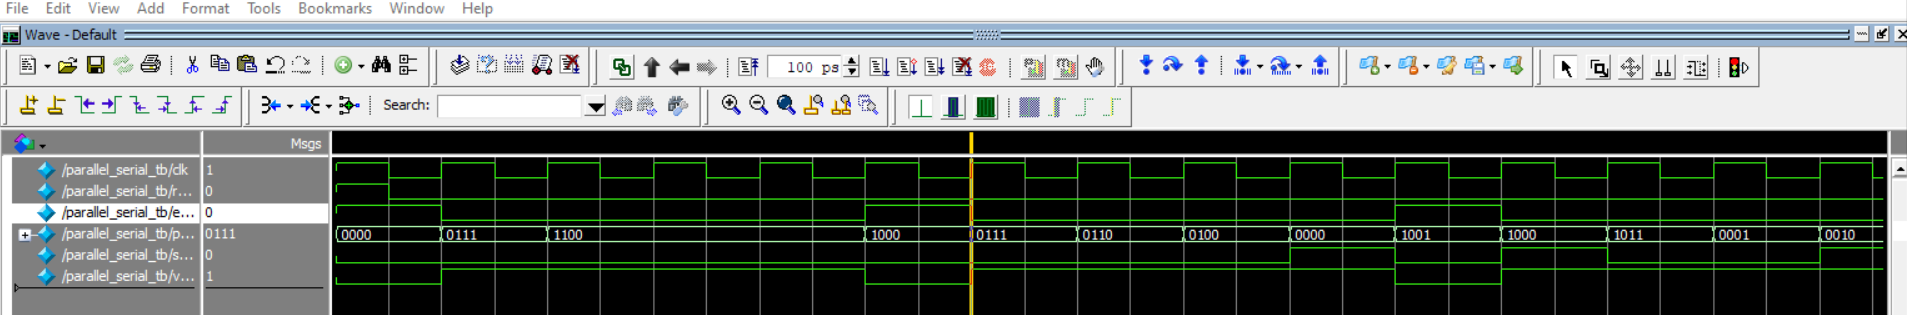 File Edit View Add Format Tools Bookmarks Window Help
Wave - Default
100 ps
Search:
Msgs
/parallel_serial_tb/clk 1
/parallel_serial_tb/r... 0
/parallel_serial_tb/e... 0
/parallel_serial_tb/p... 0111 0000 0111 1100 1000 0111 0110 0100 0000 1001 1000 1011 0001 0010
/parallel_serial_tb/s... 0
/parallel_serial_tb/v... 1